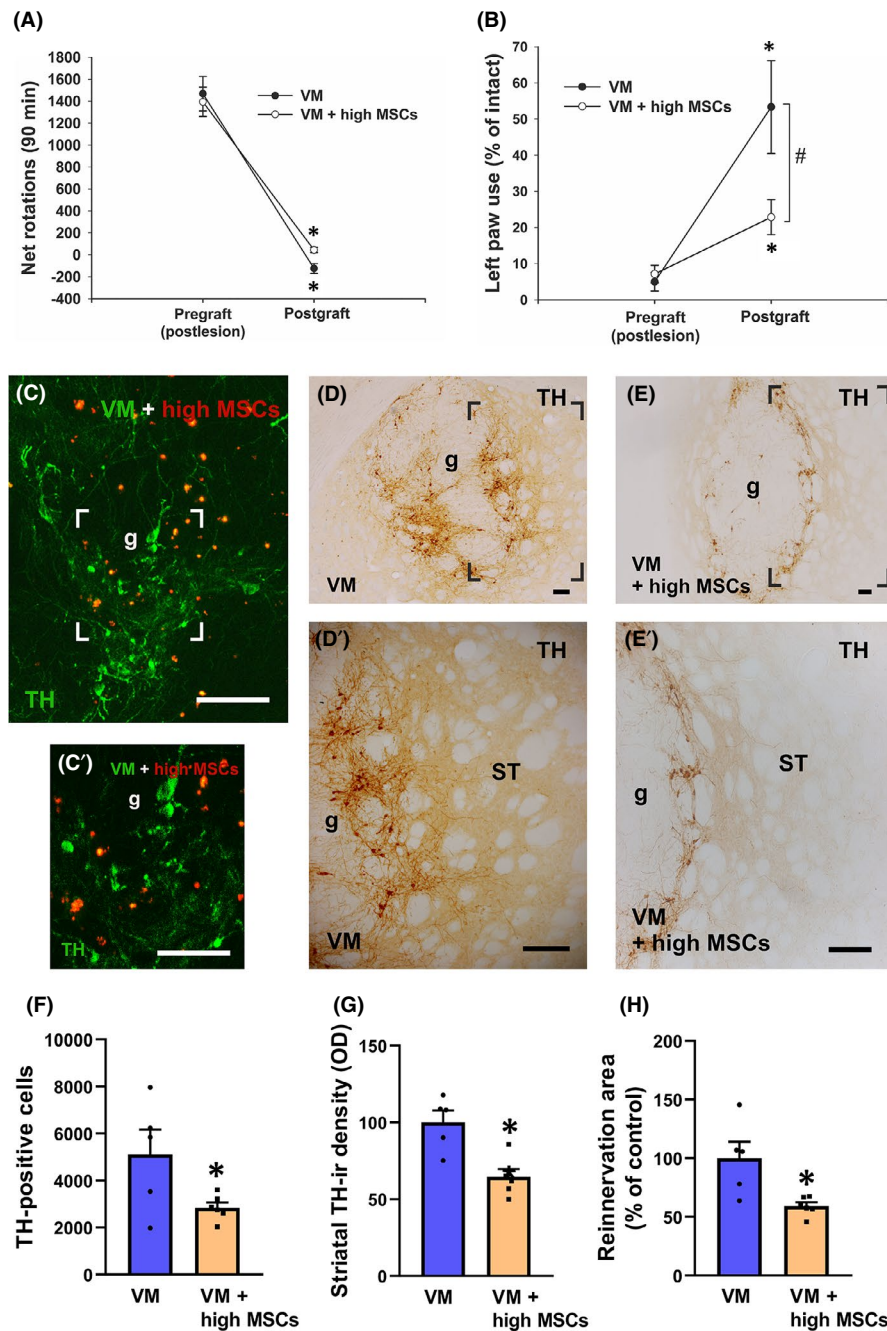 (A)
Net rotations (90 min)
1800
1600
1400
1200
1000
800
600
400
200
0
-200
-400
VM
VM + high MSCs
*
*
Pregraft
(postlesion)
Postgraft
(B)
Left paw use (% of intact)
70
60
50
40
30
20
10
0
VM
VM + high MSCs
*
#
*
Pregraft
(postlesion)
Postgraft
(C)
VM + high MSCs
g
TH
(C′)
VM + high MSCs
g
TH
(D)
TH
g
VM
(E)
TH
g
VM
+ high MSCs
(D′)
TH
ST
g
VM
(E′)
TH
ST
g
VM
+ high MSCs
(F)
TH-positive cells
10000
8000
6000
4000
2000
0
*
VM
VM +
high MSCs
(G)
Striatal TH-ir density (OD)
150
100
50
0
*
VM
VM +
high MSCs
(H)
Reinnervation area
(% of control)
200
150
100
50
0
*
VM
VM +
high MSCs